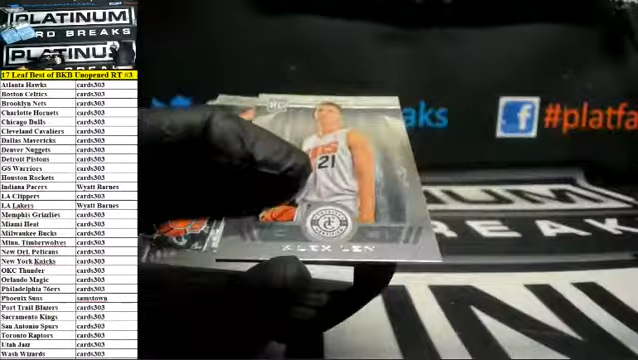 PLATINUM
RD BREAKS
PLATINUM
17 Leaf Best of BKB Unopened RT #3
Atlanta Hawks cards303
Boston Celtics cards303
Brooklyn Nets cards303
Charlotte Hornets cards303
Chicago Bulls cards303
Cleveland Cavaliers cards303
Dallas Mavericks cards303
Denver Nuggets cards303
Detroit Pistons cards303
GS Warriors cards303
Houston Rockets cards303
Indiana Pacers Wyatt Barnes
LA Clippers cards303
LA Lakers Wyatt Barnes
Memphis Grizzlies cards303
Miami Heat cards303
Milwaukee Bucks cards303
Minn. Timberwolves cards303
New Orl. Pelicans cards303
New York Knicks cards303
OKC Thunder cards303
Orlando Magic cards303
Philadelphia 76ers cards303
Phoenix Suns samstown
Port Trail Blazers cards303
Sacramento Kings cards303
San Antonio Spurs cards303
Toronto Raptors cards303
Utah Jazz cards303
Wash Wizards cards303
RC
21
ALEX LEN
aks
f
#platfa
INUM
REAK
INU